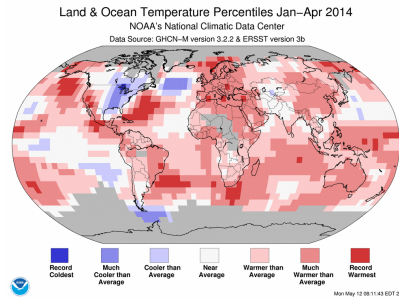 Land & Ocean Temperature Percentiles Jan–Apr 2014
NOAA's National Climatic Data Center
Data Source: GHCN–M version 3.2.2 & ERSST version 3b
Record Coldest
Much Cooler than Average
Cooler than Average
Near Average
Warmer than Average
Much Warmer than Average
Record Warmest
Mon May 12 08:11:43 EDT 2